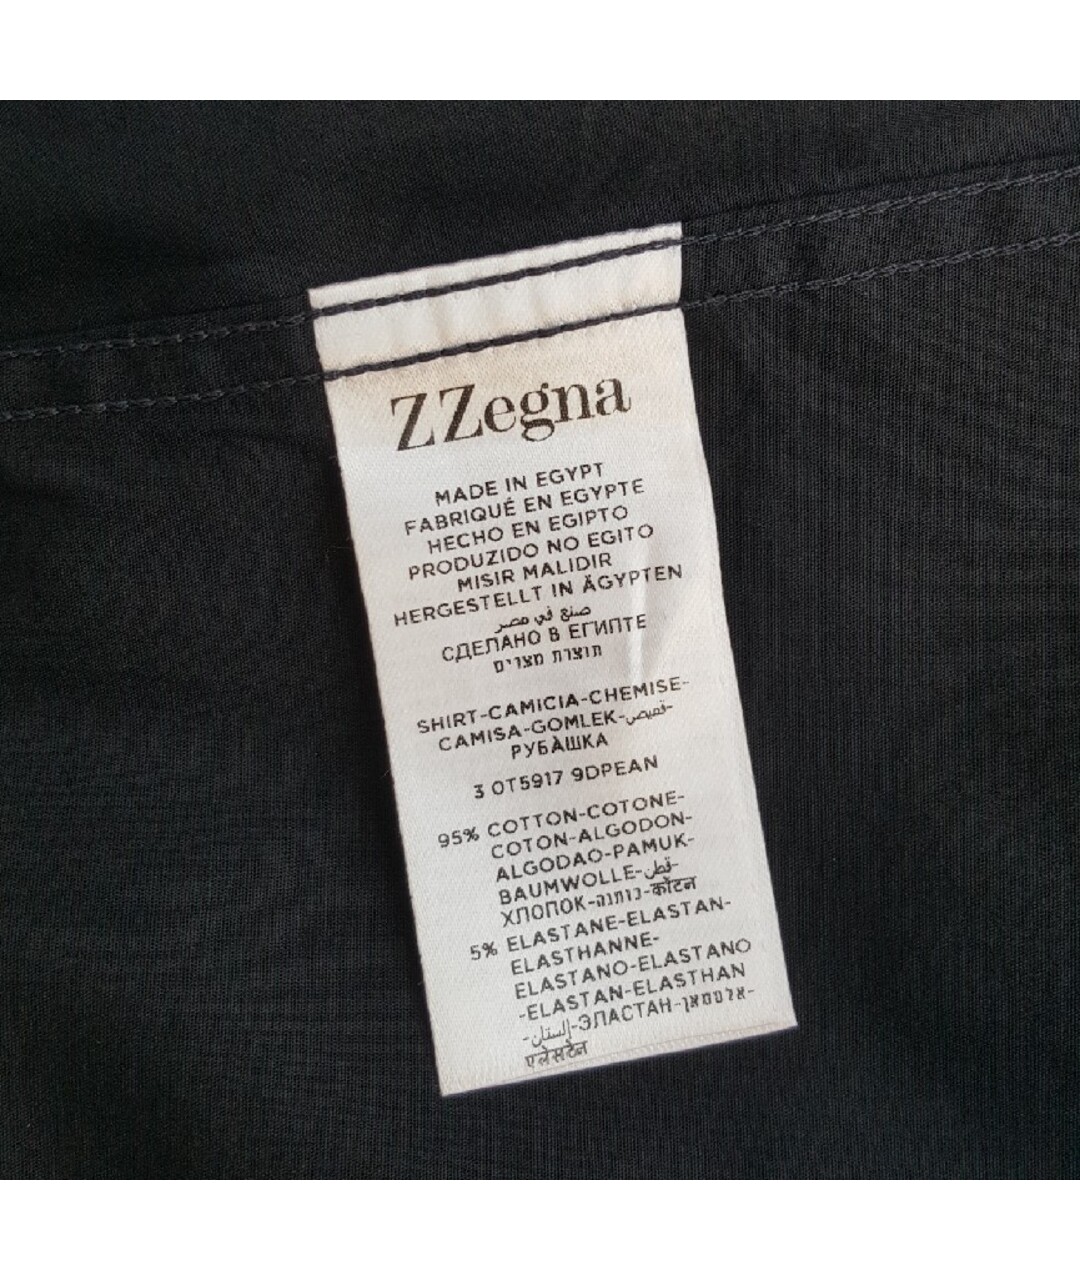 ZZegna
MADE IN EGYPT
FABRIQUÉ EN EGYPTE
HECHO EN EGIPTO
PRODUZIDO NO EGITO
MISIR MALIDIR
HERGESTELLT IN ÄGYPTEN
صنع في مصر
СДЕЛАНО В ЕГИПТЕ
תוצרת מצרים
SHIRT-CAMICIA-CHEMISE-
CAMISA-GOMLEK-قميص-
РУБАШКА
3 OT5917 9DPEAN
95% COTTON-COTONE-
COTON-ALGODON-
ALGODAO-PAMUK-
BAUMWOLLE-قطن-
ХЛОПОК-כותנה-कॉटन
5% ELASTANE-ELASTAN-
ELASTHANNE-
ELASTANO-ELASTANO
-ELASTAN-ELASTHAN
-إلستان-ЭЛАСТАН-אלסטאן-
एलेस्टेन